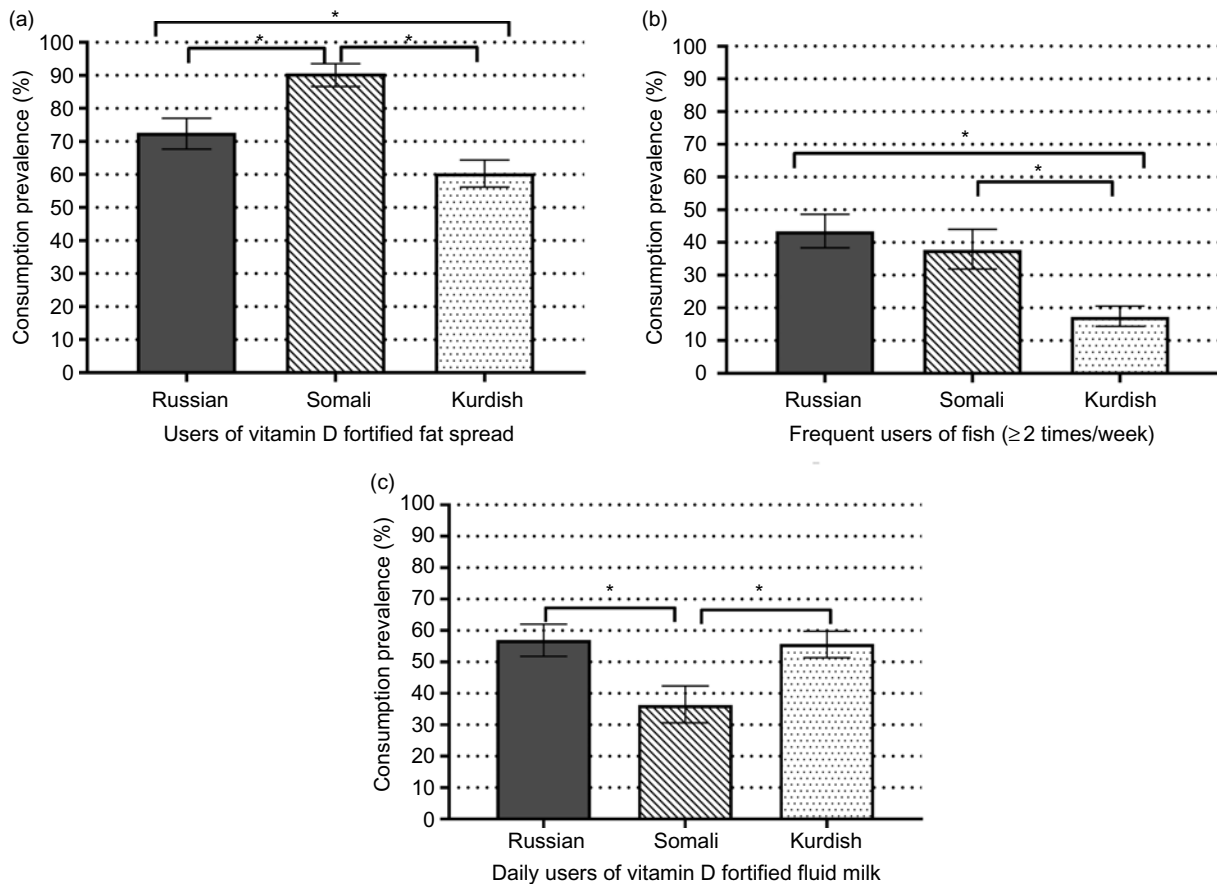 (a)
*
*
*
Consumption prevalence (%)
100
90
80
70
60
50
40
30
20
10
0
Russian
Somali
Kurdish
Users of vitamin D fortified fat spread
(b)
*
*
Consumption prevalence (%)
100
90
80
70
60
50
40
30
20
10
0
Russian
Somali
Kurdish
Frequent users of fish (≥2 times/week)
(c)
*
*
Consumption prevalence (%)
100
90
80
70
60
50
40
30
20
10
0
Russian
Somali
Kurdish
Daily users of vitamin D fortified fluid milk